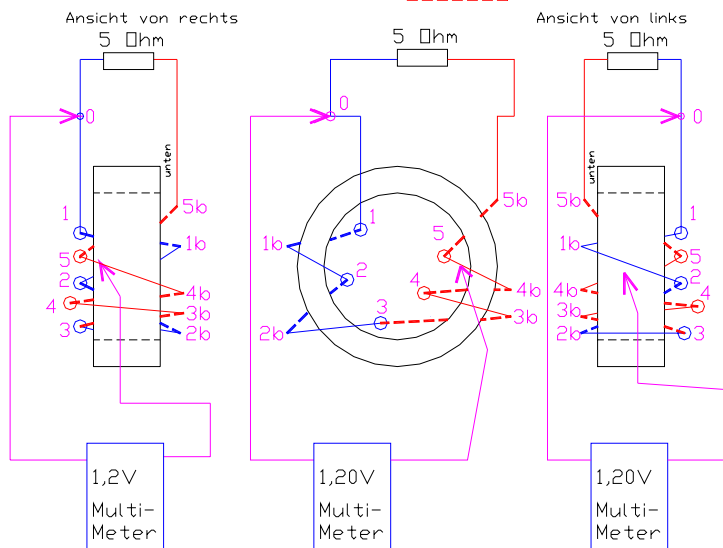 Ansicht von rechts
5 Ohm
0
unten
1
5b
1b
5
2
4b
4
3b
3
2b
1,2V
Multi-
Meter
5 Ohm
0
5b
1
1b
5
2
4
4b
3b
3
2b
1,20V
Multi-
Meter
Ansicht von links
5 Ohm
0
unten
5b
1
1b
5
2
4b
4
3b
2b
3
1,20V
Multi-
Meter